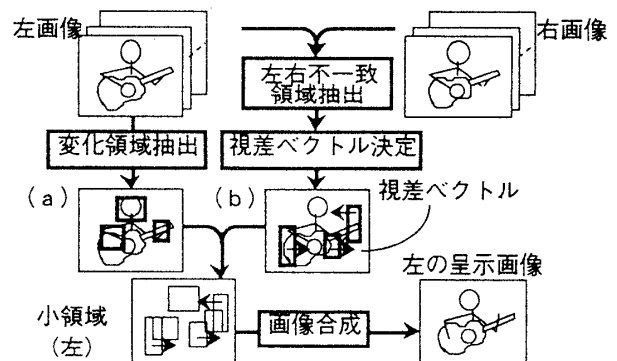 左画像
右画像
左右不一致
領域抽出
変化領域抽出
視差ベクトル決定
(a)
(b)
視差ベクトル
左の呈示画像
小領域
(左)
画像合成